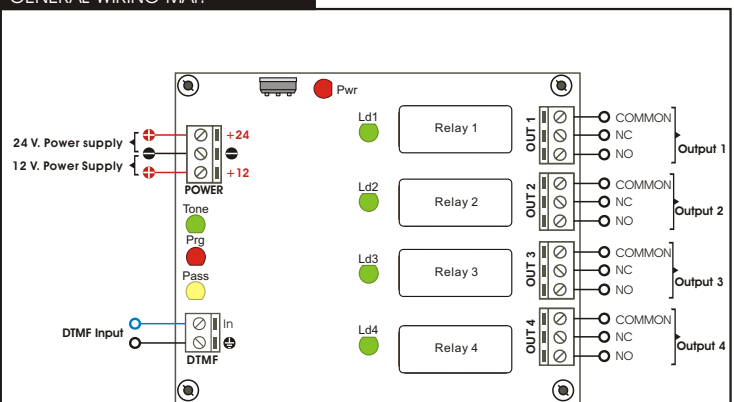 GENERAL WIRING MAP
Pwr
24 V. Power supply
+24
12 V. Power Supply
+12
POWER
Tone
Prg
Pass
DTMF Input
In
DTMF
Ld1
Relay 1
OUT 1
COMMON
NC
NO
Output 1
Ld2
Relay 2
OUT 2
COMMON
NC
NO
Output 2
Ld3
Relay 3
OUT 3
COMMON
NC
NO
Output 3
Ld4
Relay 4
OUT 4
COMMON
NC
NO
Output 4